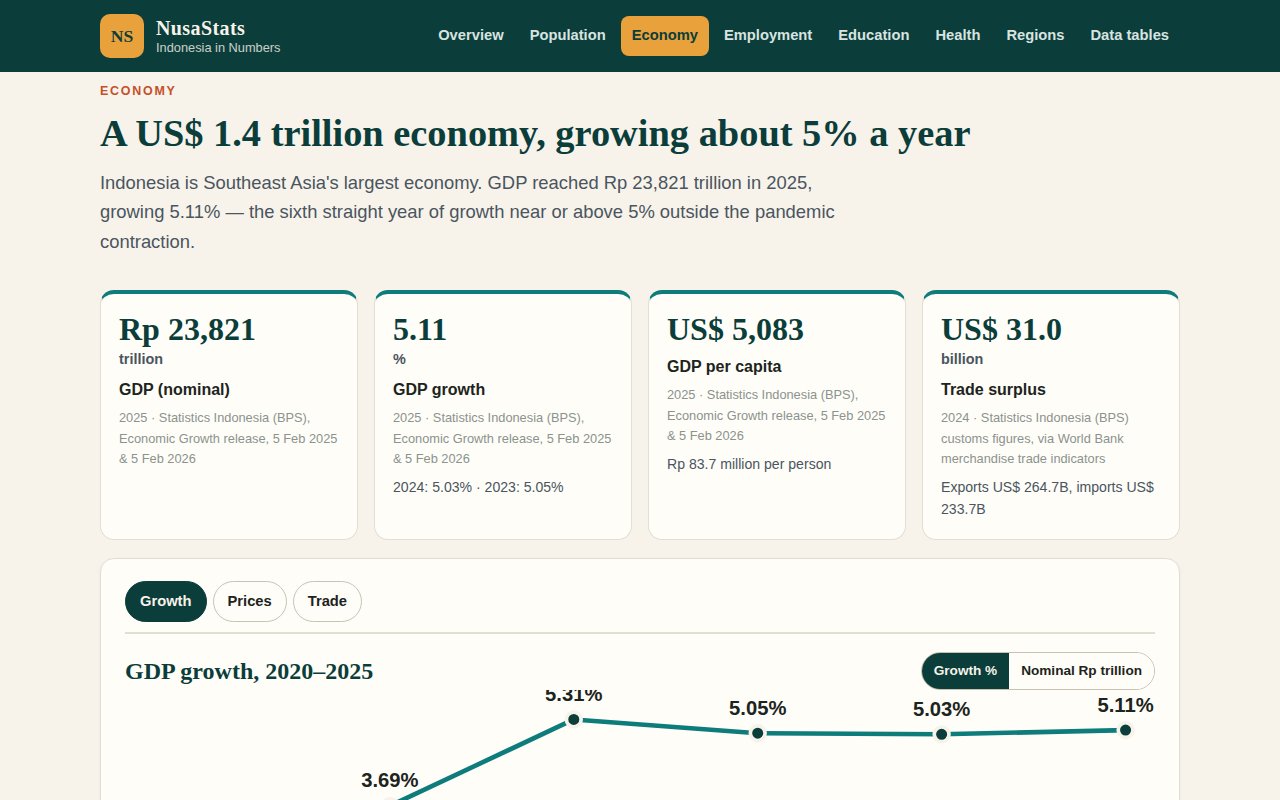 NS
NusaStats
Indonesia in Numbers
Overview
Population
Economy
Employment
Education
Health
Regions
Data tables
ECONOMY
A US$ 1.4 trillion economy, growing about 5% a year
Indonesia is Southeast Asia's largest economy. GDP reached Rp 23,821 trillion in 2025,
growing 5.11% — the sixth straight year of growth near or above 5% outside the pandemic
contraction.
Rp 23,821
trillion
GDP (nominal)
2025 · Statistics Indonesia (BPS),
Economic Growth release, 5 Feb 2025
& 5 Feb 2026
5.11
%
GDP growth
2025 · Statistics Indonesia (BPS),
Economic Growth release, 5 Feb 2025
& 5 Feb 2026
2024: 5.03% · 2023: 5.05%
US$ 5,083
GDP per capita
2025 · Statistics Indonesia (BPS),
Economic Growth release, 5 Feb 2025
& 5 Feb 2026
Rp 83.7 million per person
US$ 31.0
billion
Trade surplus
2024 · Statistics Indonesia (BPS)
customs figures, via World Bank
merchandise trade indicators
Exports US$ 264.7B, imports US$
233.7B
Growth
Prices
Trade
GDP growth, 2020–2025
Growth %
Nominal Rp trillion
5.31%
5.05%
5.03%
5.11%
3.69%